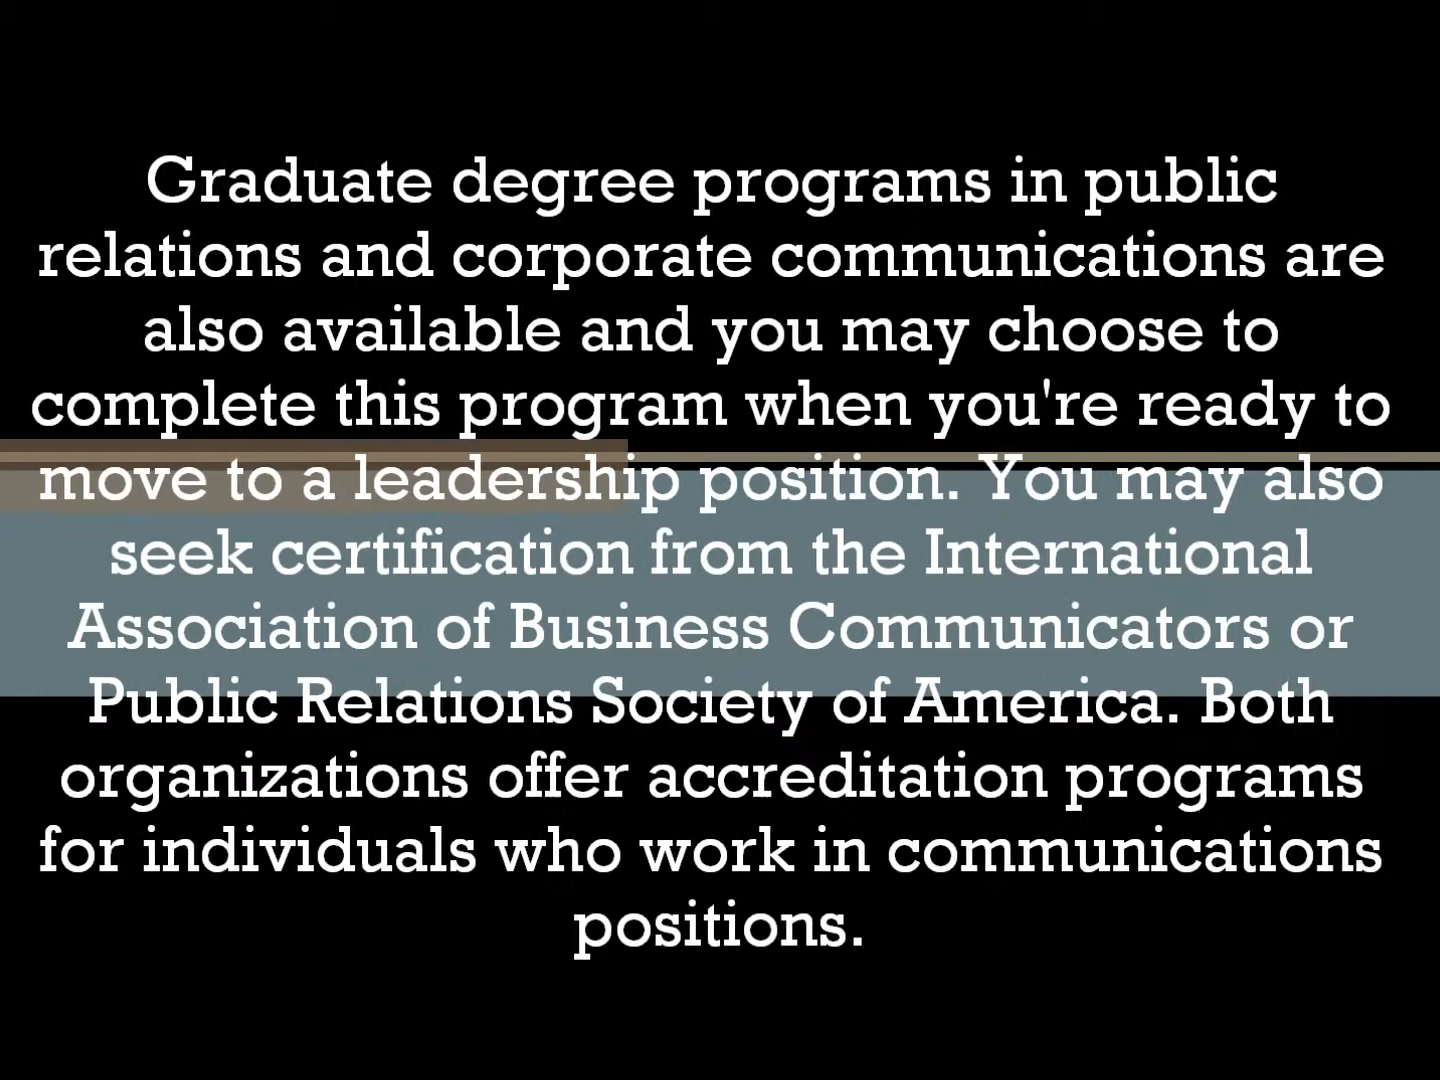 Graduate degree programs in public
relations and corporate communications are
also available and you may choose to
complete this program when you're ready to
move to a leadership position. You may also
seek certification from the International
Association of Business Communicators or
Public Relations Society of America. Both
organizations offer accreditation programs
for individuals who work in communications
positions.